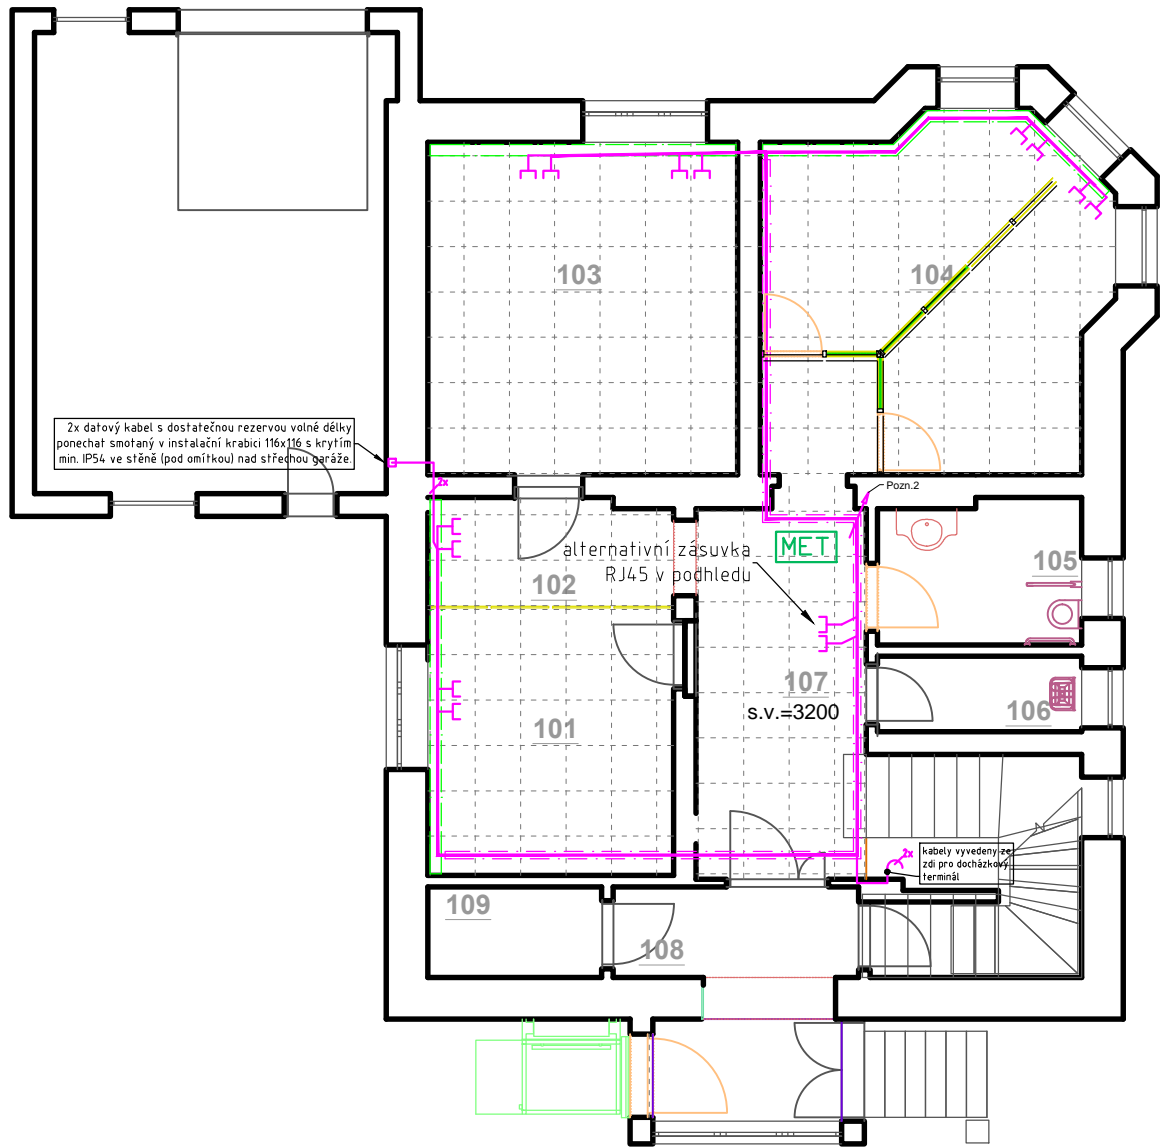 103
104
2x datový kabel s dostatečnou rezervou volné délky
ponechat smotaný v instalační krabici 116x116 s krytím
min. IP54 ve stěně (pod omítkou) nad střechou garáže.
2x
Pozn.2
alternativní zásuvka
RJ45 v podhledu
MET
105
102
107
s.v.=3200
106
101
2x
kabely vyvedeny ze
zdi pro docházkový
terminál
109
108